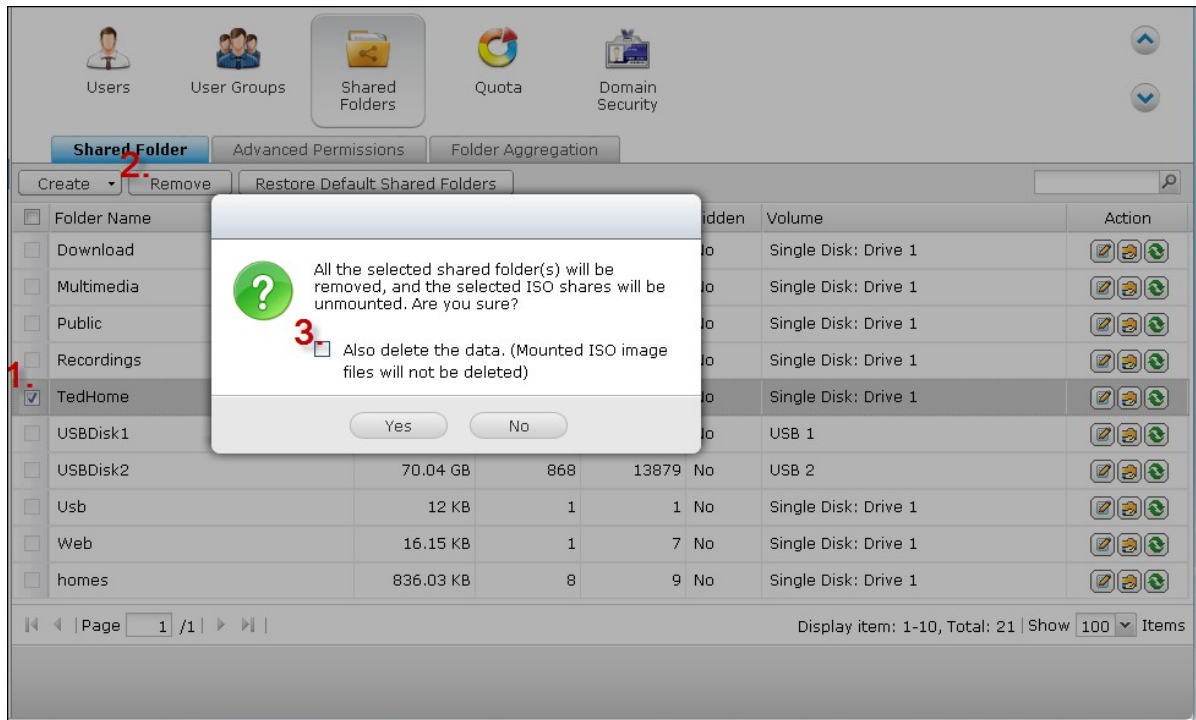 Users
User Groups
Shared
Folders
Quota
Domain
Security
Shared Folder
Advanced Permissions
Folder Aggregation
2.
Create
Remove
Restore Default Shared Folders
Folder Name
idden
Volume
Action
Download
No
Single Disk: Drive 1
Multimedia
No
Single Disk: Drive 1
Public
No
Single Disk: Drive 1
Recordings
No
Single Disk: Drive 1
1.
TedHome
No
Single Disk: Drive 1
USBDisk1
No
USB 1
All the selected shared folder(s) will be
removed, and the selected ISO shares will be
unmounted. Are you sure?
3.
Also delete the data. (Mounted ISO image
files will not be deleted)
Yes
No
USBDisk2 70.04 GB 868 13879 No USB 2
Usb 12 KB 1 1 No Single Disk: Drive 1
Web 16.15 KB 1 7 No Single Disk: Drive 1
homes 836.03 KB 8 9 No Single Disk: Drive 1
Page 1 /1
Display item: 1-10, Total: 21 Show 100 Items